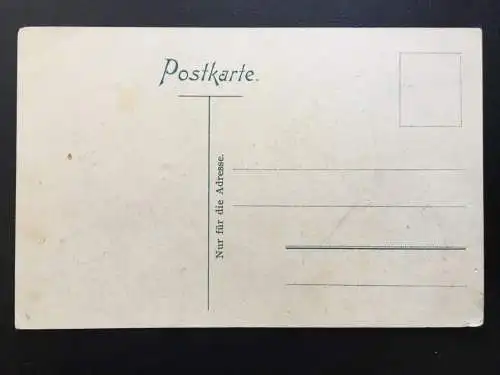 Postkarte.
Nur für die Adresse.